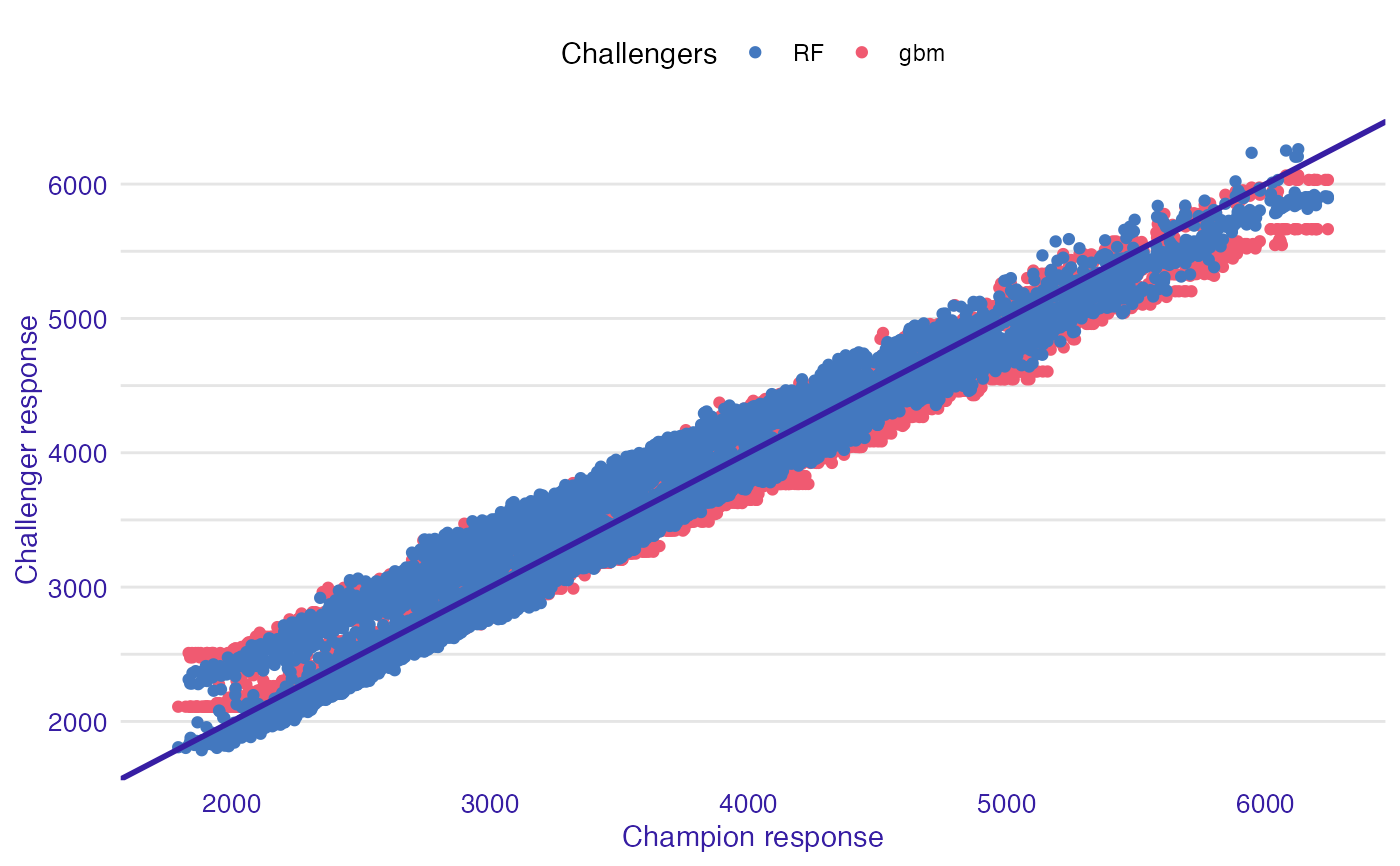 Challengers RF gbm
6000
5000
4000
3000
2000
Challenger response
2000 3000 4000 5000 6000
Champion response